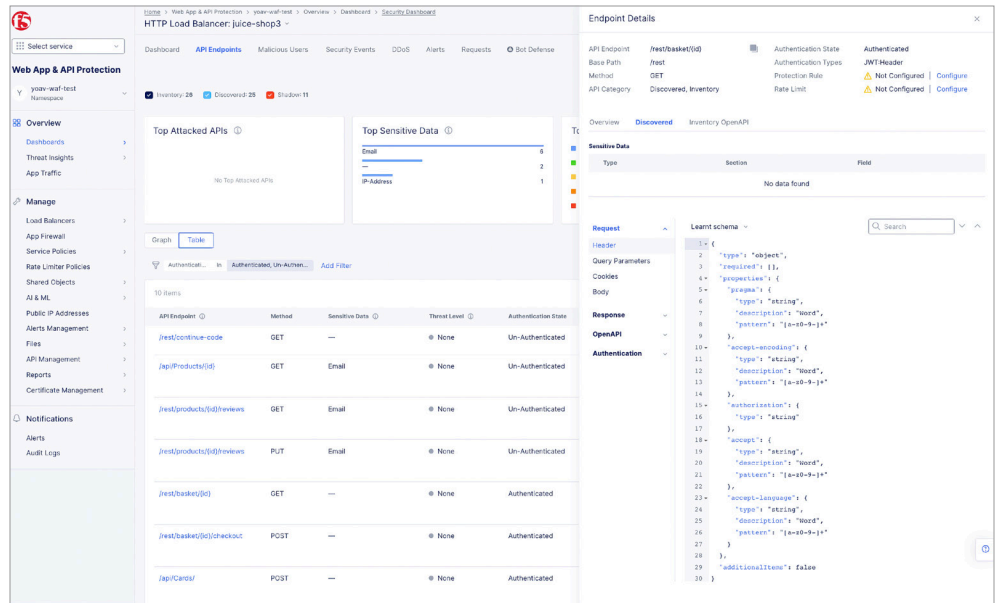 f5
Select service
Web App & API Protection
Y
yoav-waf-test
Namespace
Overview
Dashboards
Threat Insights
App Traffic
Manage
Load Balancers
App Firewall
Service Policies
Rate Limiter Policies
Shared Objects
AI & ML
Public IP Addresses
Alerts Management
Files
API Management
Reports
Certificate Management
Notifications
Alerts
Audit Logs
Home > Web App & API Protection > yoav-waf-test > Overview > Dashboard > Security Dashboard
HTTP Load Balancer: juice-shop3
Dashboard API Endpoints Malicious Users Security Events DDoS Alerts Requests Bot Defense
Inventory: 26 Discovered: 25 Shadow: 11
Top Attacked APIs
No Top Attacked APIs
Top Sensitive Data
Email 6
— 2
IP-Address 1
Graph Table
Authenticati... In Authenticated, Un-Authen... Add Filter
10 items
API Endpoint Method Sensitive Data Threat Level Authentication State
/rest/continue-code GET — None Un-Authenticated
/api/Products/{id} GET Email None Un-Authenticated
/rest/products/{id}/reviews GET Email None Un-Authenticated
/rest/products/{id}/reviews PUT Email None Un-Authenticated
/rest/basket/{id} GET — None Authenticated
/rest/basket/{id}/checkout POST — None Authenticated
/api/Cards/ POST — None Authenticated
Endpoint Details
API Endpoint /rest/basket/{id} Authentication State Authenticated
Base Path /rest Authentication Types JWT:Header
Method GET Protection Rule Not Configured | Configure
API Category Discovered, Inventory Rate Limit Not Configured | Configure
Overview Discovered Inventory OpenAPI
Sensitive Data
Type Section Field
No data found
Request
Header
Query Parameters
Cookies
Body
Response
OpenAPI
Authentication
Learnt schema Search
1 {
2 "type": "object",
3 "required": [],
4 "properties": {
5 "pragma": {
6 "type": "string",
7 "description": "Word",
8 "pattern": "[a-z0-9-]+"
9 },
10 "accept-encoding": {
11 "type": "string",
12 "description": "Word",
13 "pattern": "[a-z0-9-]+"
14 },
15 "authorization": {
16 "type": "string"
17 },
18 "accept": {
19 "type": "string",
20 "description": "Word",
21 "pattern": "[a-z0-9-]+"
22 },
23 "accept-language": {
24 "type": "string",
25 "description": "Word",
26 "pattern": "[a-z0-9-]+"
27 }
28 },
29 "additionalItems": false
30 }